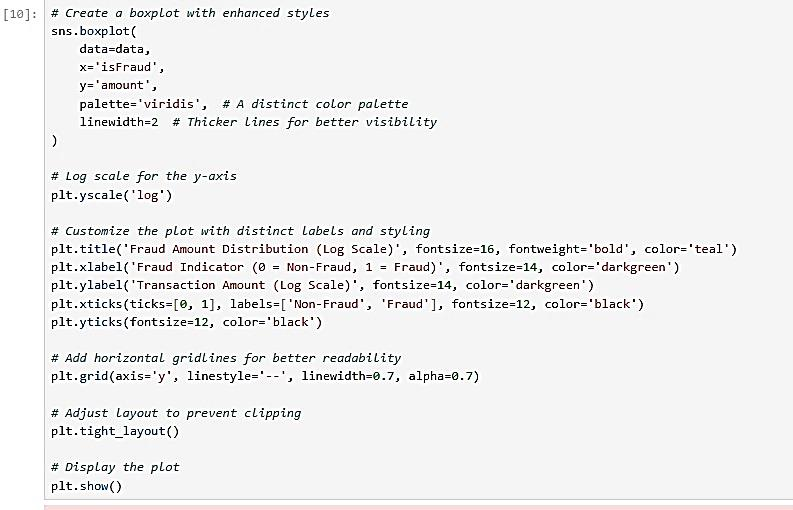 [10]: # Create a boxplot with enhanced styles
sns.boxplot(
    data=data,
    x='isFraud',
    y='amount',
    palette='viridis',  # A distinct color palette
    linewidth=2  # Thicker lines for better visibility
)
# Log scale for the y-axis
plt.yscale('log')
# Customize the plot with distinct labels and styling
plt.title('Fraud Amount Distribution (Log Scale)', fontsize=16, fontweight='bold', color='teal')
plt.xlabel('Fraud Indicator (0 = Non-Fraud, 1 = Fraud)', fontsize=14, color='darkgreen')
plt.ylabel('Transaction Amount (Log Scale)', fontsize=14, color='darkgreen')
plt.xticks(ticks=[0, 1], labels=['Non-Fraud', 'Fraud'], fontsize=12, color='black')
plt.yticks(fontsize=12, color='black')
# Add horizontal gridlines for better readability
plt.grid(axis='y', linestyle='--', linewidth=0.7, alpha=0.7)
# Adjust layout to prevent clipping
plt.tight_layout()
# Display the plot
plt.show()